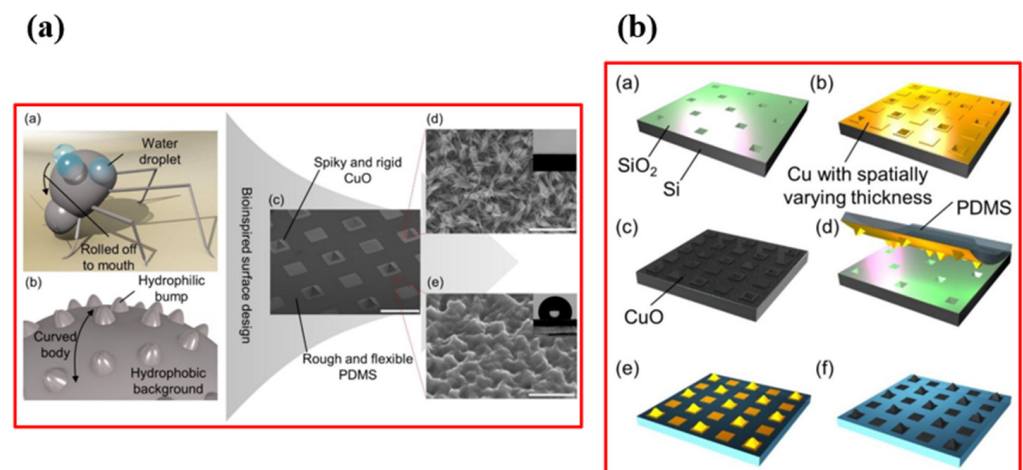 (a)
(b)
(a)
Water
droplet
Rolled off
to mouth
(b)
Hydrophilic
bump
Curved
body
Hydrophobic
background
Bioinspired surface design
Spiky and rigid
CuO
(c)
Rough and flexible
PDMS
(d)
(e)
(a)
SiO2
Si
(b)
Cu with spatially
varying thickness
(c)
CuO
(d)
PDMS
(e)
(f)